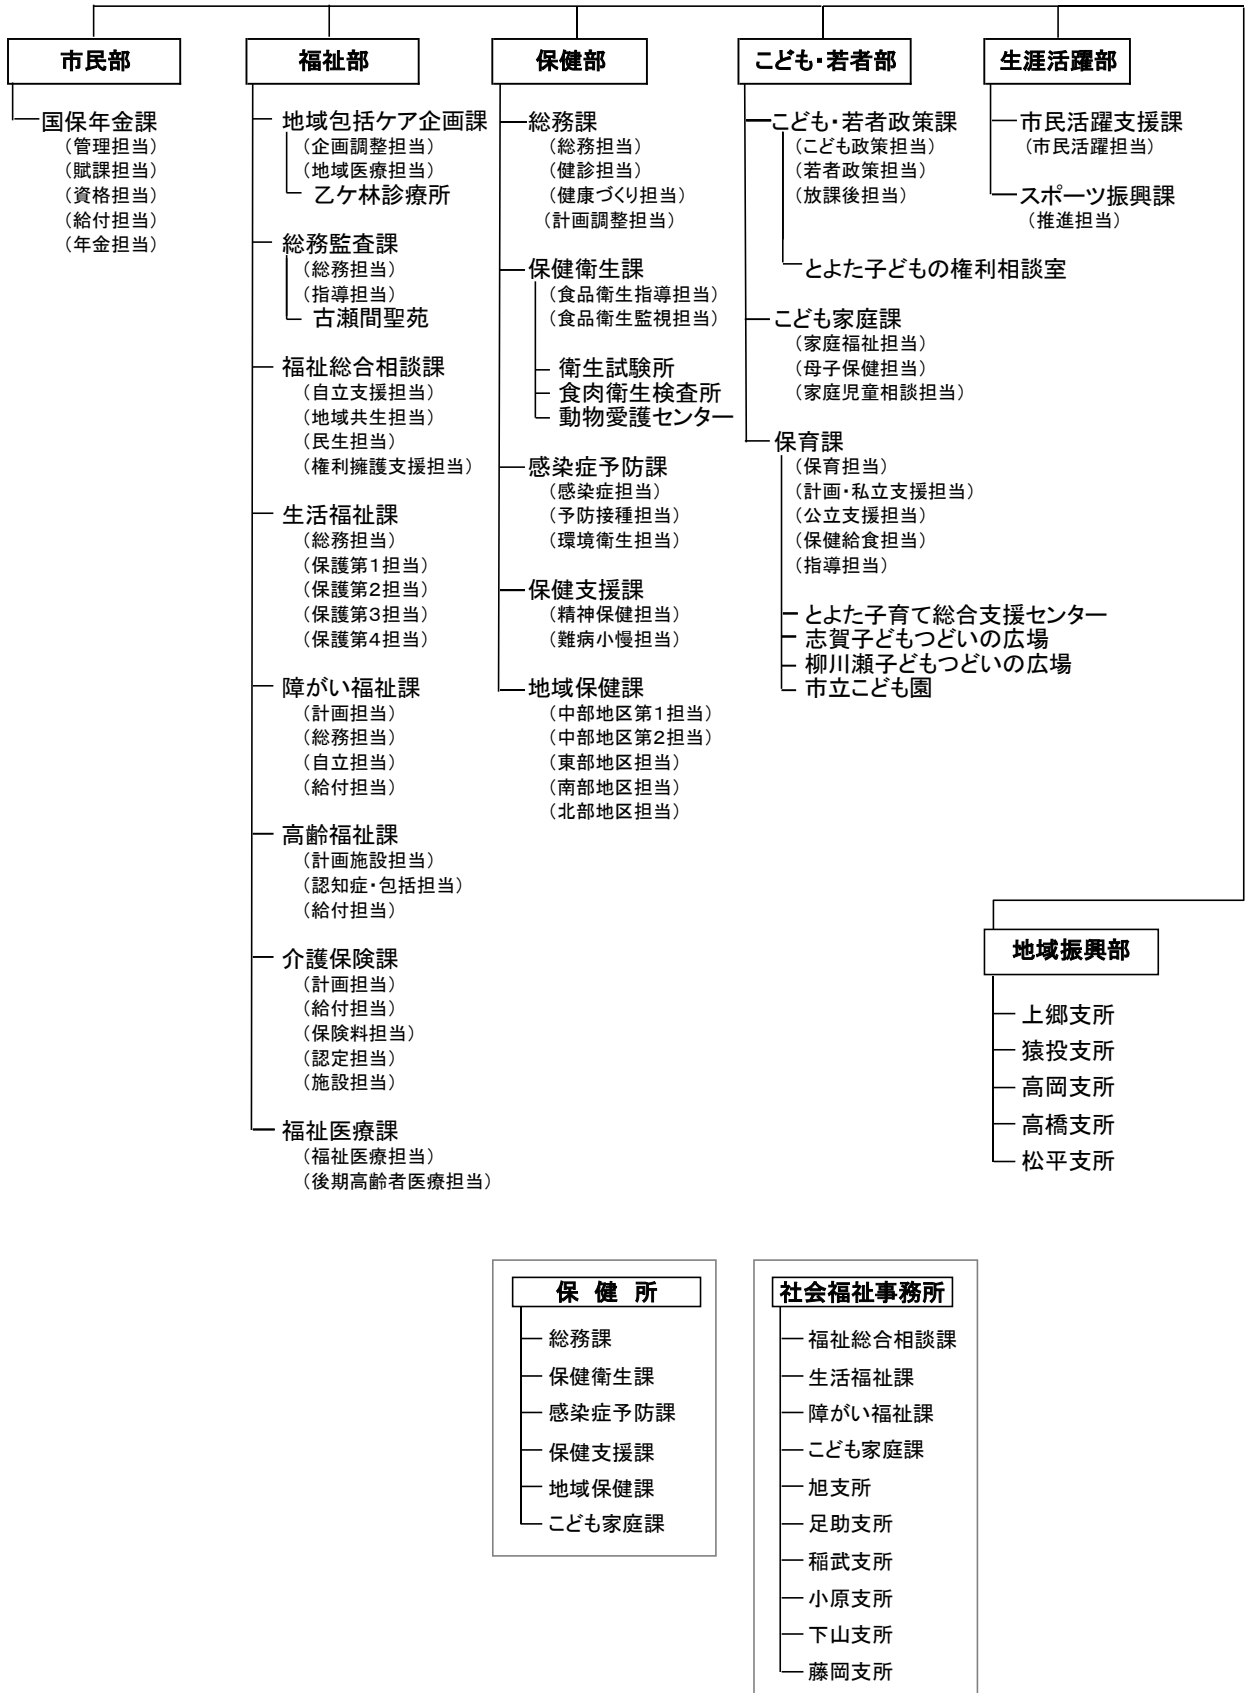 市民部
国保年金課
（管理担当）
（賦課担当）
（資格担当）
（給付担当）
（年金担当）
福祉部
地域包括ケア企画課
（企画調整担当）
（地域医療担当）
乙ケ林診療所
総務監査課
（総務担当）
（指導担当）
古瀬間聖苑
福祉総合相談課
（自立支援担当）
（地域共生担当）
（民生担当）
（権利擁護支援担当）
生活福祉課
（総務担当）
（保護第１担当）
（保護第２担当）
（保護第３担当）
（保護第４担当）
障がい福祉課
（計画担当）
（総務担当）
（自立担当）
（給付担当）
高齢福祉課
（計画施設担当）
（認知症・包括担当）
（給付担当）
介護保険課
（計画担当）
（給付担当）
（保険料担当）
（認定担当）
（施設担当）
福祉医療課
（福祉医療担当）
（後期高齢者医療担当）
保健部
総務課
（総務担当）
（健診担当）
（健康づくり担当）
（計画調整担当）
保健衛生課
（食品衛生指導担当）
（食品衛生監視担当）
衛生試験所
食肉衛生検査所
動物愛護センター
感染症予防課
（感染症担当）
（予防接種担当）
（環境衛生担当）
保健支援課
（精神保健担当）
（難病小慢担当）
地域保健課
（中部地区第１担当）
（中部地区第２担当）
（東部地区担当）
（南部地区担当）
（北部地区担当）
こども・若者部
こども・若者政策課
（こども政策担当）
（若者政策担当）
（放課後担当）
とよた子どもの権利相談室
こども家庭課
（家庭福祉担当）
（母子保健担当）
（家庭児童相談担当）
保育課
（保育担当）
（計画・私立支援担当）
（公立支援担当）
（保健給食担当）
（指導担当）
とよた子育て総合支援センター
志賀子どもつどいの広場
柳川瀬子どもつどいの広場
市立こども園
生涯活躍部
市民活躍支援課
（市民活躍担当）
スポーツ振興課
（推進担当）
地域振興部
上郷支所
猿投支所
高岡支所
高橋支所
松平支所
保 健 所
総務課
保健衛生課
感染症予防課
保健支援課
地域保健課
こども家庭課
社会福祉事務所
福祉総合相談課
生活福祉課
障がい福祉課
こども家庭課
旭支所
足助支所
稲武支所
小原支所
下山支所
藤岡支所